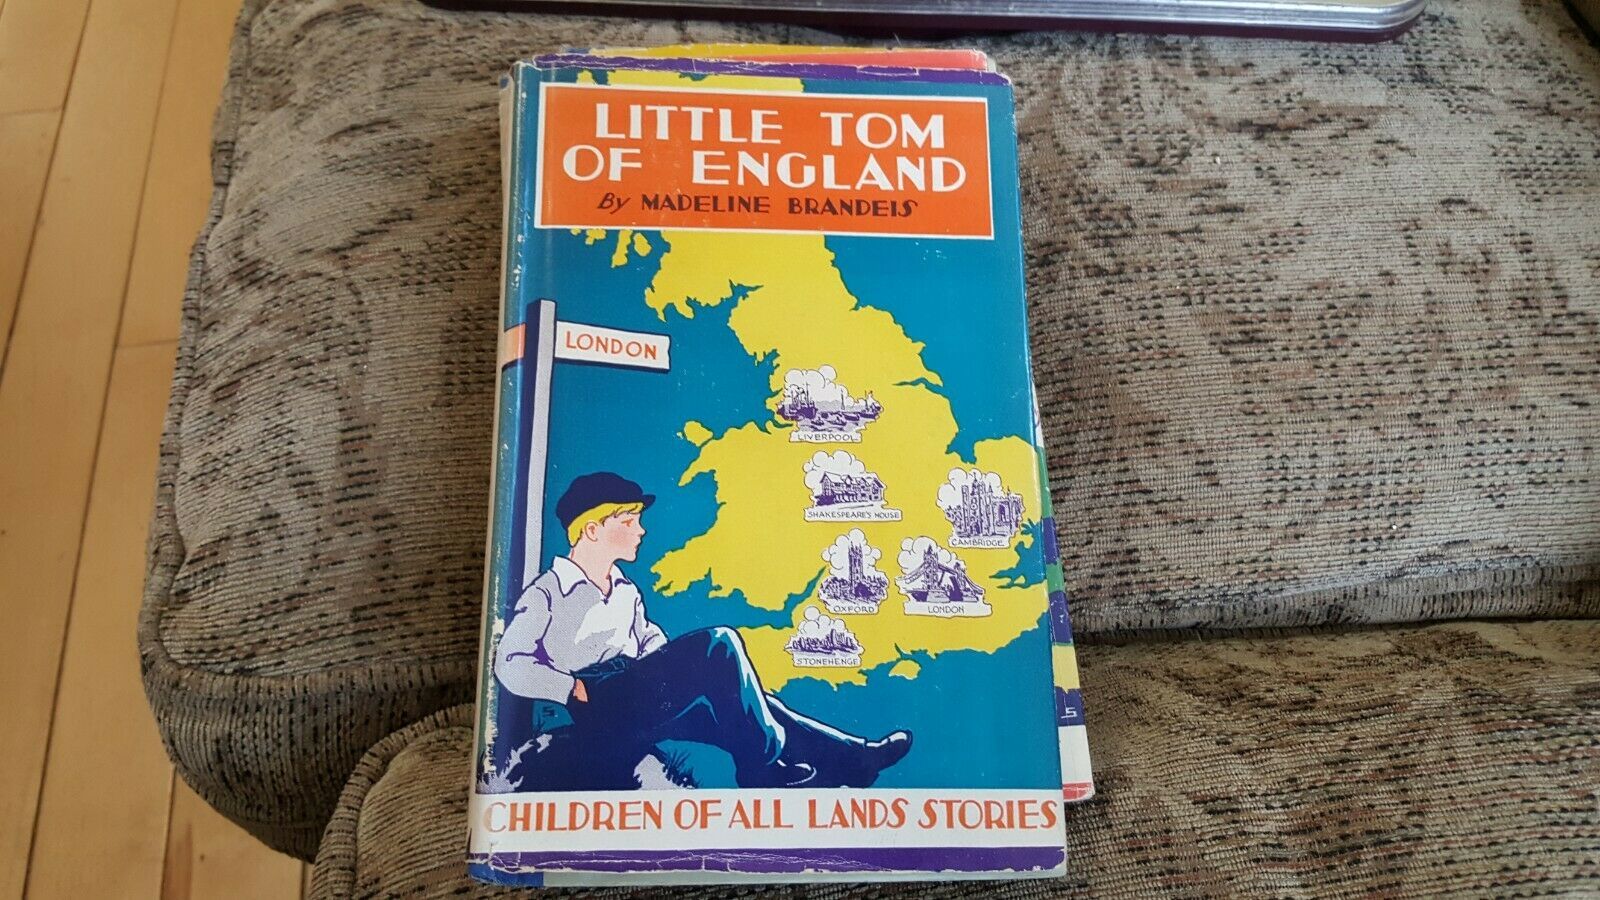 LITTLE TOM
OF ENGLAND
By MADELINE BRANDEIS
LONDON
LIVERPOOL
SHAKESPEARE'S HOUSE
CAMBRIDGE
OXFORD
LONDON
STONEHENGE
S
CHILDREN OF ALL LANDS STORIES